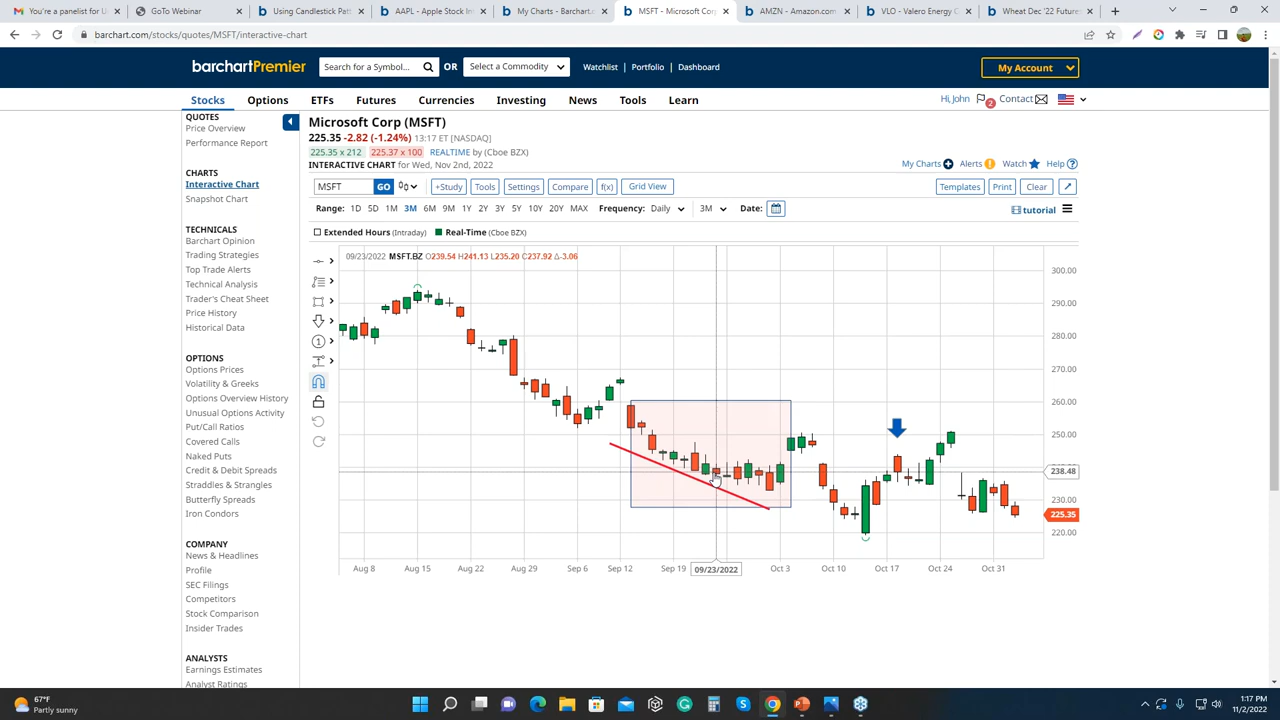 You're a panelist for U
GoTo Webinar
Using Candlestick Patt
AAPL - Apple Stock In
My Charts - Barchart.c
MSFT - Microsoft Corp
AMZN - Amazon.com
VLO - Valero Energy C
Wheat Dec '22 Future
barchart.com/stocks/quotes/MSFT/interactive-chart
barchartPremier
Search for a Symbol...
OR
Select a Commodity
Watchlist
Portfolio
Dashboard
My Account
Stocks
Options
ETFs
Futures
Currencies
Investing
News
Tools
Learn
Hi, John
2
Contact
QUOTES
Price Overview
Performance Report
CHARTS
Interactive Chart
Snapshot Chart
TECHNICALS
Barchart Opinion
Trading Strategies
Top Trade Alerts
Technical Analysis
Trader's Cheat Sheet
Price History
Historical Data
OPTIONS
Options Prices
Volatility & Greeks
Options Overview History
Unusual Options Activity
Put/Call Ratios
Covered Calls
Naked Puts
Credit & Debit Spreads
Straddles & Strangles
Butterfly Spreads
Iron Condors
COMPANY
News & Headlines
Profile
SEC Filings
Competitors
Stock Comparison
Insider Trades
ANALYSTS
Earnings Estimates
Analyst Ratings
Microsoft Corp (MSFT)
225.35 -2.82 (-1.24%) 13:17 ET [NASDAQ]
225.35 x 212 225.37 x 100 REALTIME by (Cboe BZX)
INTERACTIVE CHART for Wed, Nov 2nd, 2022
My Charts
Alerts
Watch
Help
MSFT
GO
+Study
Tools
Settings
Compare
f(x)
Grid View
Templates
Print
Clear
Range: 1D 5D 1M 3M 6M 9M 1Y 2Y 3Y 5Y 10Y 20Y MAX
Frequency: Daily
3M
Date:
tutorial
Extended Hours (Intraday)
Real-Time (Cboe BZX)
09/23/2022 MSFT.BZ O239.54 H241.13 L235.20 C237.92 Δ-3.06
300.00
290.00
280.00
270.00
260.00
250.00
238.48
230.00
225.35
220.00
1
Aug 8
Aug 15
Aug 22
Aug 29
Sep 6
Sep 12
Sep 19
09/23/2022
Oct 3
Oct 10
Oct 17
Oct 24
Oct 31
67°F
Partly sunny
1:17 PM
11/2/2022